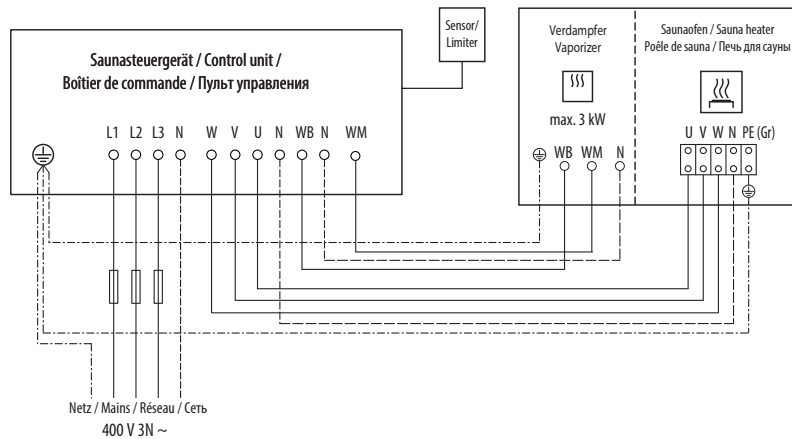 Sensor/
Limiter
Saunasteuergerät / Control unit /
Boîtier de commande / Пульт управления
L1 L2 L3 N W V U N WB N WM
Verdampfer
Vaporizer
max. 3 kW
WB WM N
Saunaofen / Sauna heater
Poêle de sauna / Печь для сауны
U V W N PE (Gr)
Netz / Mains / Réseau / Сеть
400 V 3N ~